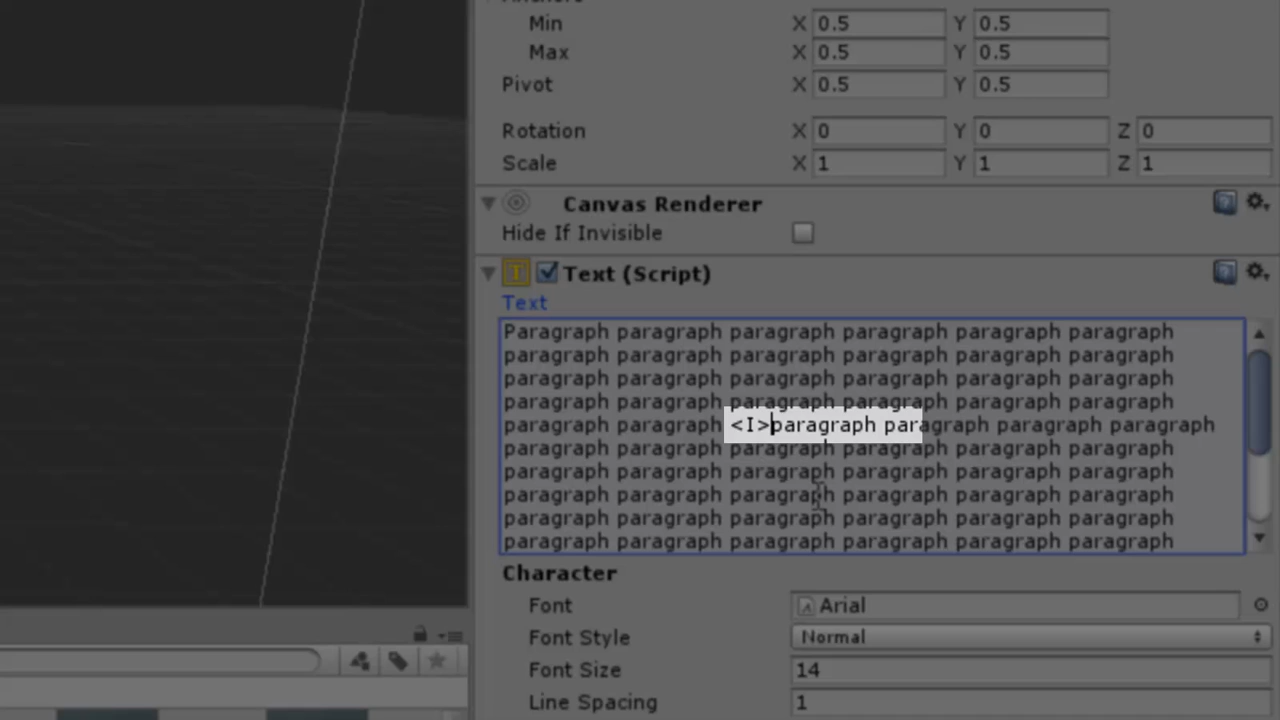 Min X 0.5 Y 0.5
Max X 0.5 Y 0.5
Pivot X 0.5 Y 0.5
Rotation X 0 Y 0 Z 0
Scale X 1 Y 1 Z 1
Canvas Renderer
Hide If Invisible
Text (Script)
Text
Paragraph paragraph paragraph paragraph paragraph paragraph
paragraph paragraph paragraph paragraph paragraph paragraph
paragraph paragraph paragraph paragraph paragraph paragraph
paragraph paragraph paragraph paragraph paragraph paragraph
paragraph paragraph <I>paragraph paragraph paragraph paragraph
paragraph paragraph paragraph paragraph paragraph paragraph
paragraph paragraph paragraph paragraph paragraph paragraph
paragraph paragraph paragraph paragraph paragraph paragraph
paragraph paragraph paragraph paragraph paragraph paragraph
paragraph paragraph paragraph paragraph paragraph paragraph
Character
Font Arial
Font Style Normal
Font Size 14
Line Spacing 1